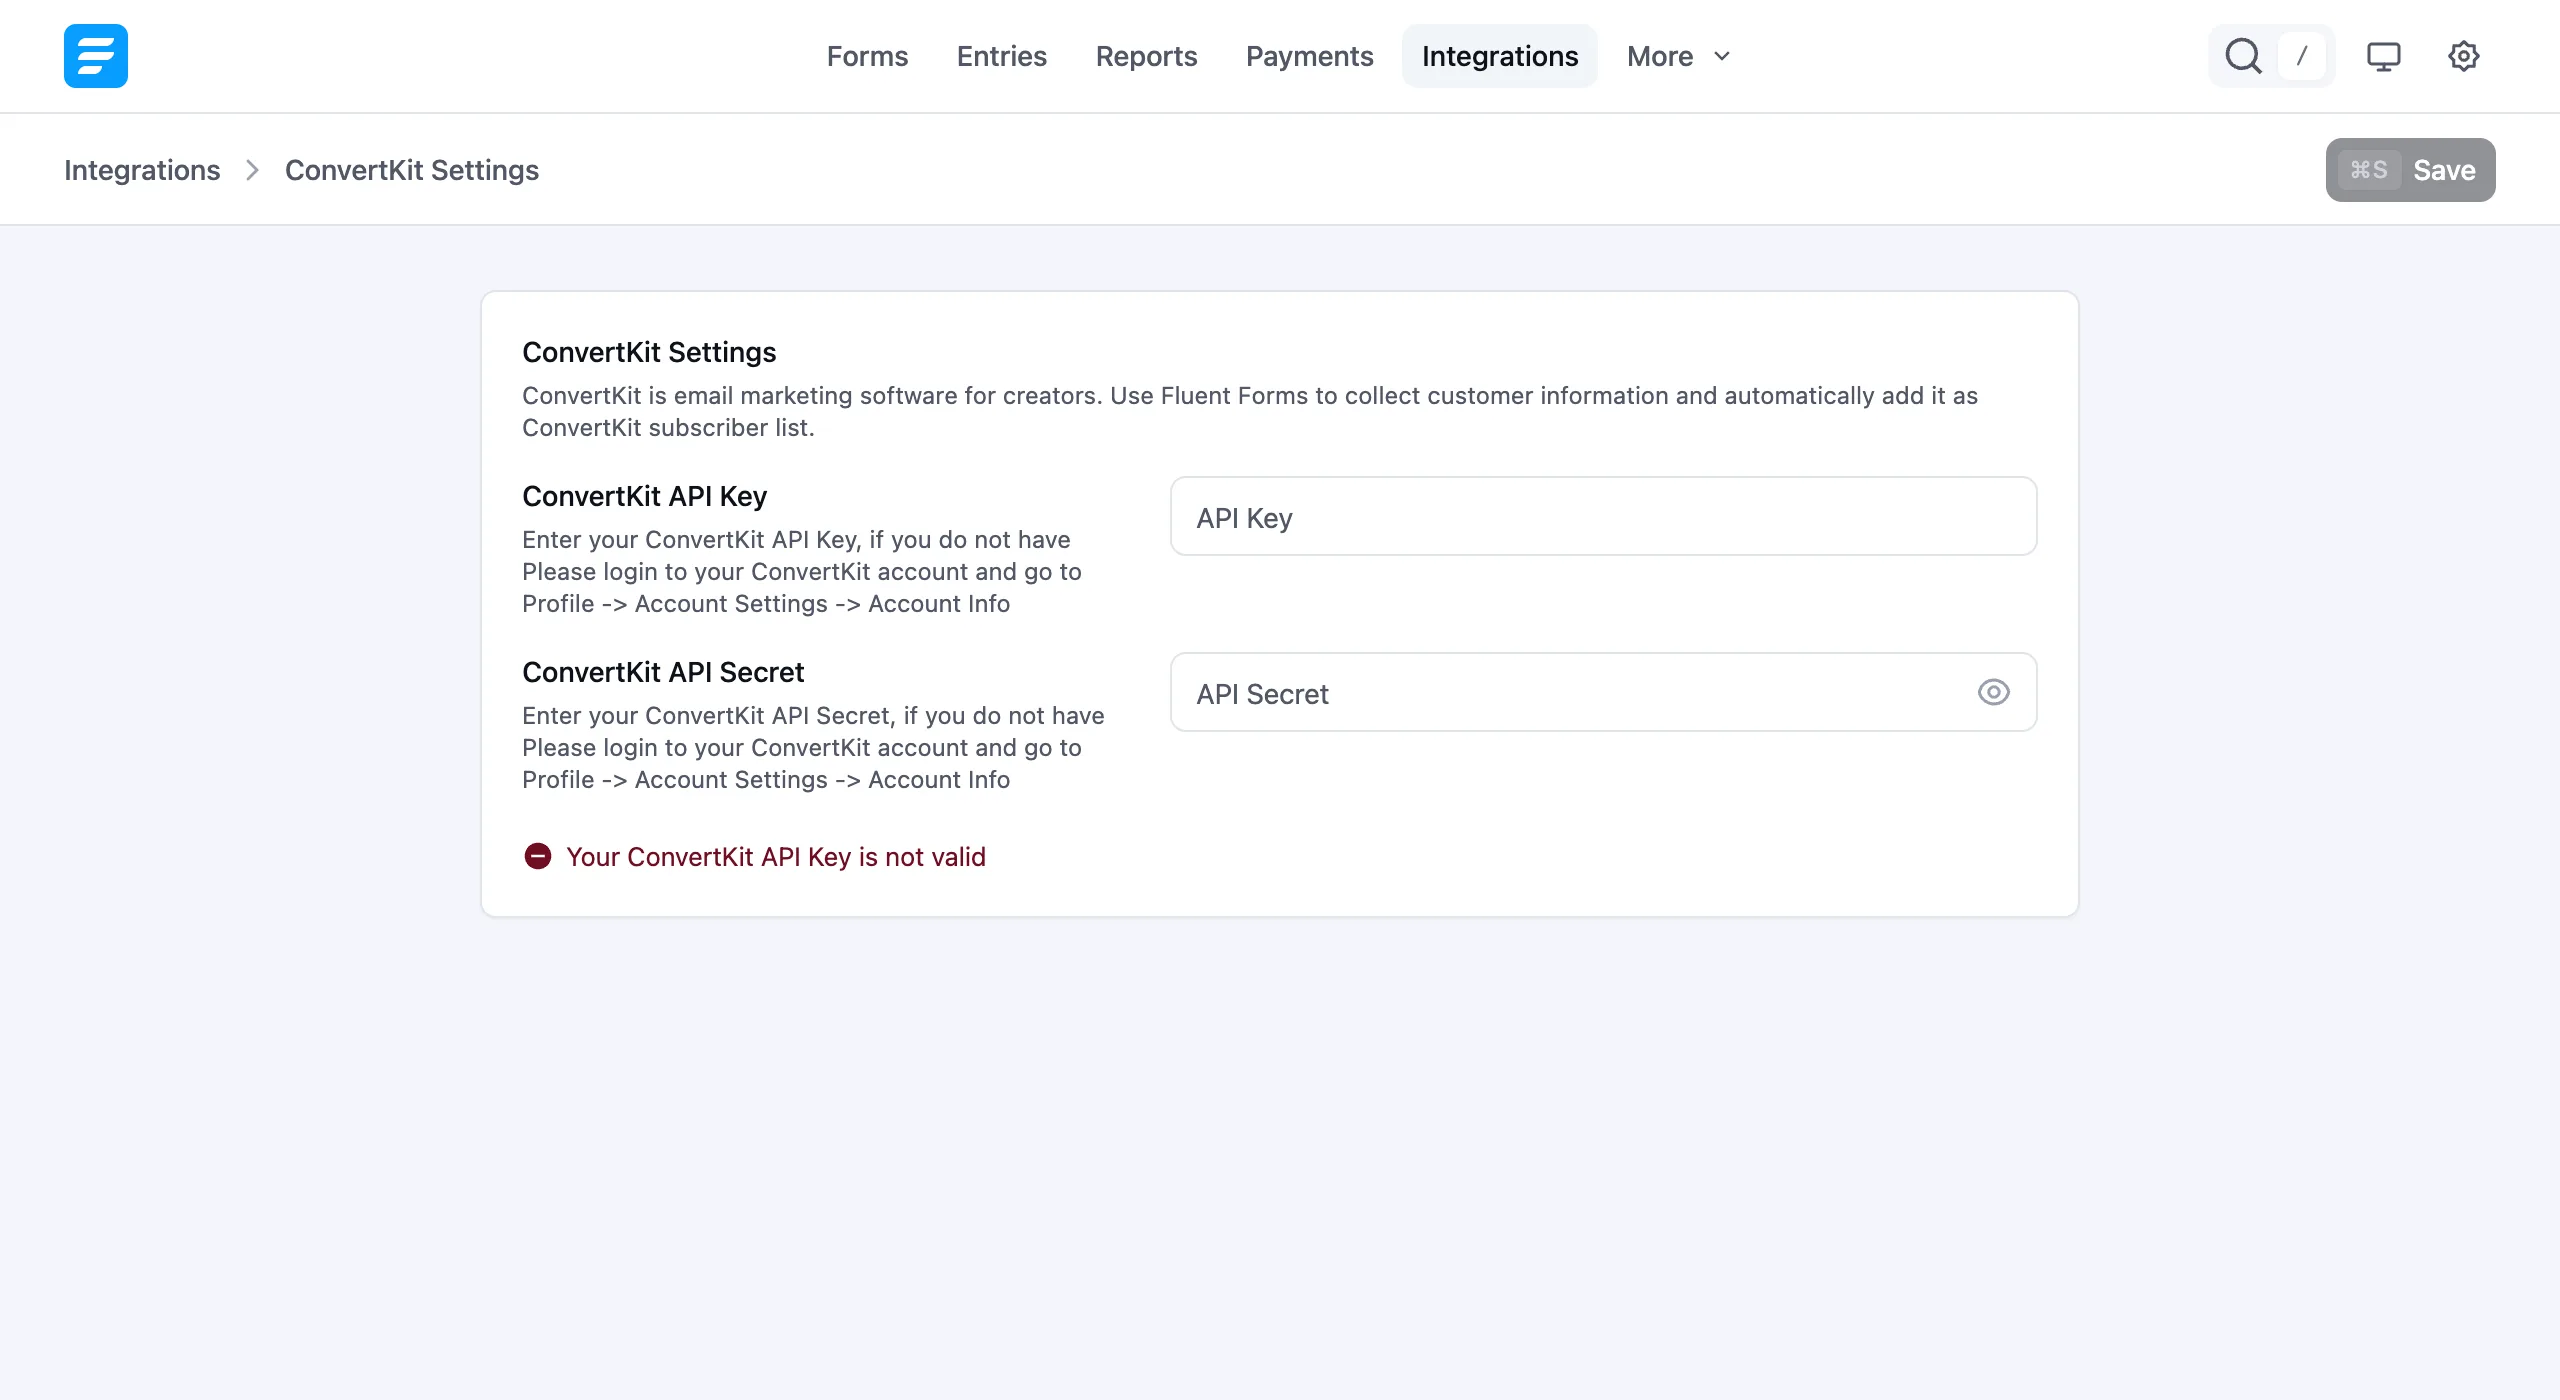 Forms Entries Reports Payments Integrations More /
Integrations > ConvertKit Settings ⌘S Save
ConvertKit Settings
ConvertKit is email marketing software for creators. Use Fluent Forms to collect customer information and automatically add it as
ConvertKit subscriber list.
ConvertKit API Key
API Key
Enter your ConvertKit API Key, if you do not have
Please login to your ConvertKit account and go to
Profile -> Account Settings -> Account Info
ConvertKit API Secret
API Secret
Enter your ConvertKit API Secret, if you do not have
Please login to your ConvertKit account and go to
Profile -> Account Settings -> Account Info
Your ConvertKit API Key is not valid